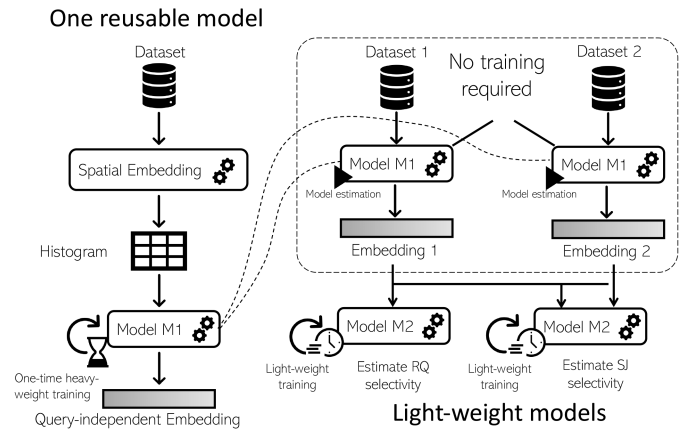 One reusable model
Dataset
Spatial Embedding
Histogram
Model M1
One-time heavy-
weight training
Query-independent Embedding
Dataset 1
Dataset 2
No training
required
Model M1
Model estimation
Embedding 1
Model M1
Model estimation
Embedding 2
Model M2
Light-weight
training
Estimate RQ
selectivity
Model M2
Light-weight
training
Estimate SJ
selectivity
Light-weight models